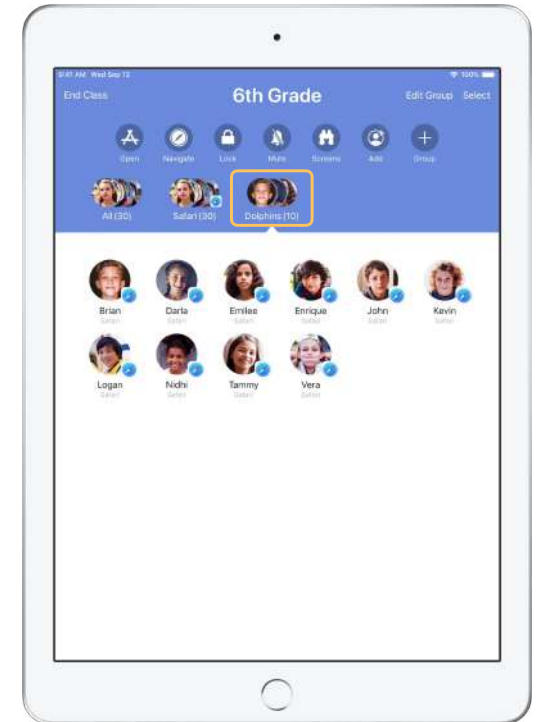 9:41 AM Wed Sep 12
100%
End Class
6th Grade
Edit Group Select
Open Navigate Lock Mute Screens Add Group
All (30) Safari (30) Dolphins (10)
Brian Darla Emilee Enrique John Kevin
Safari Safari Safari Safari Safari Safari
Logan Nidhi Tammy Vera
Safari Safari Safari Safari